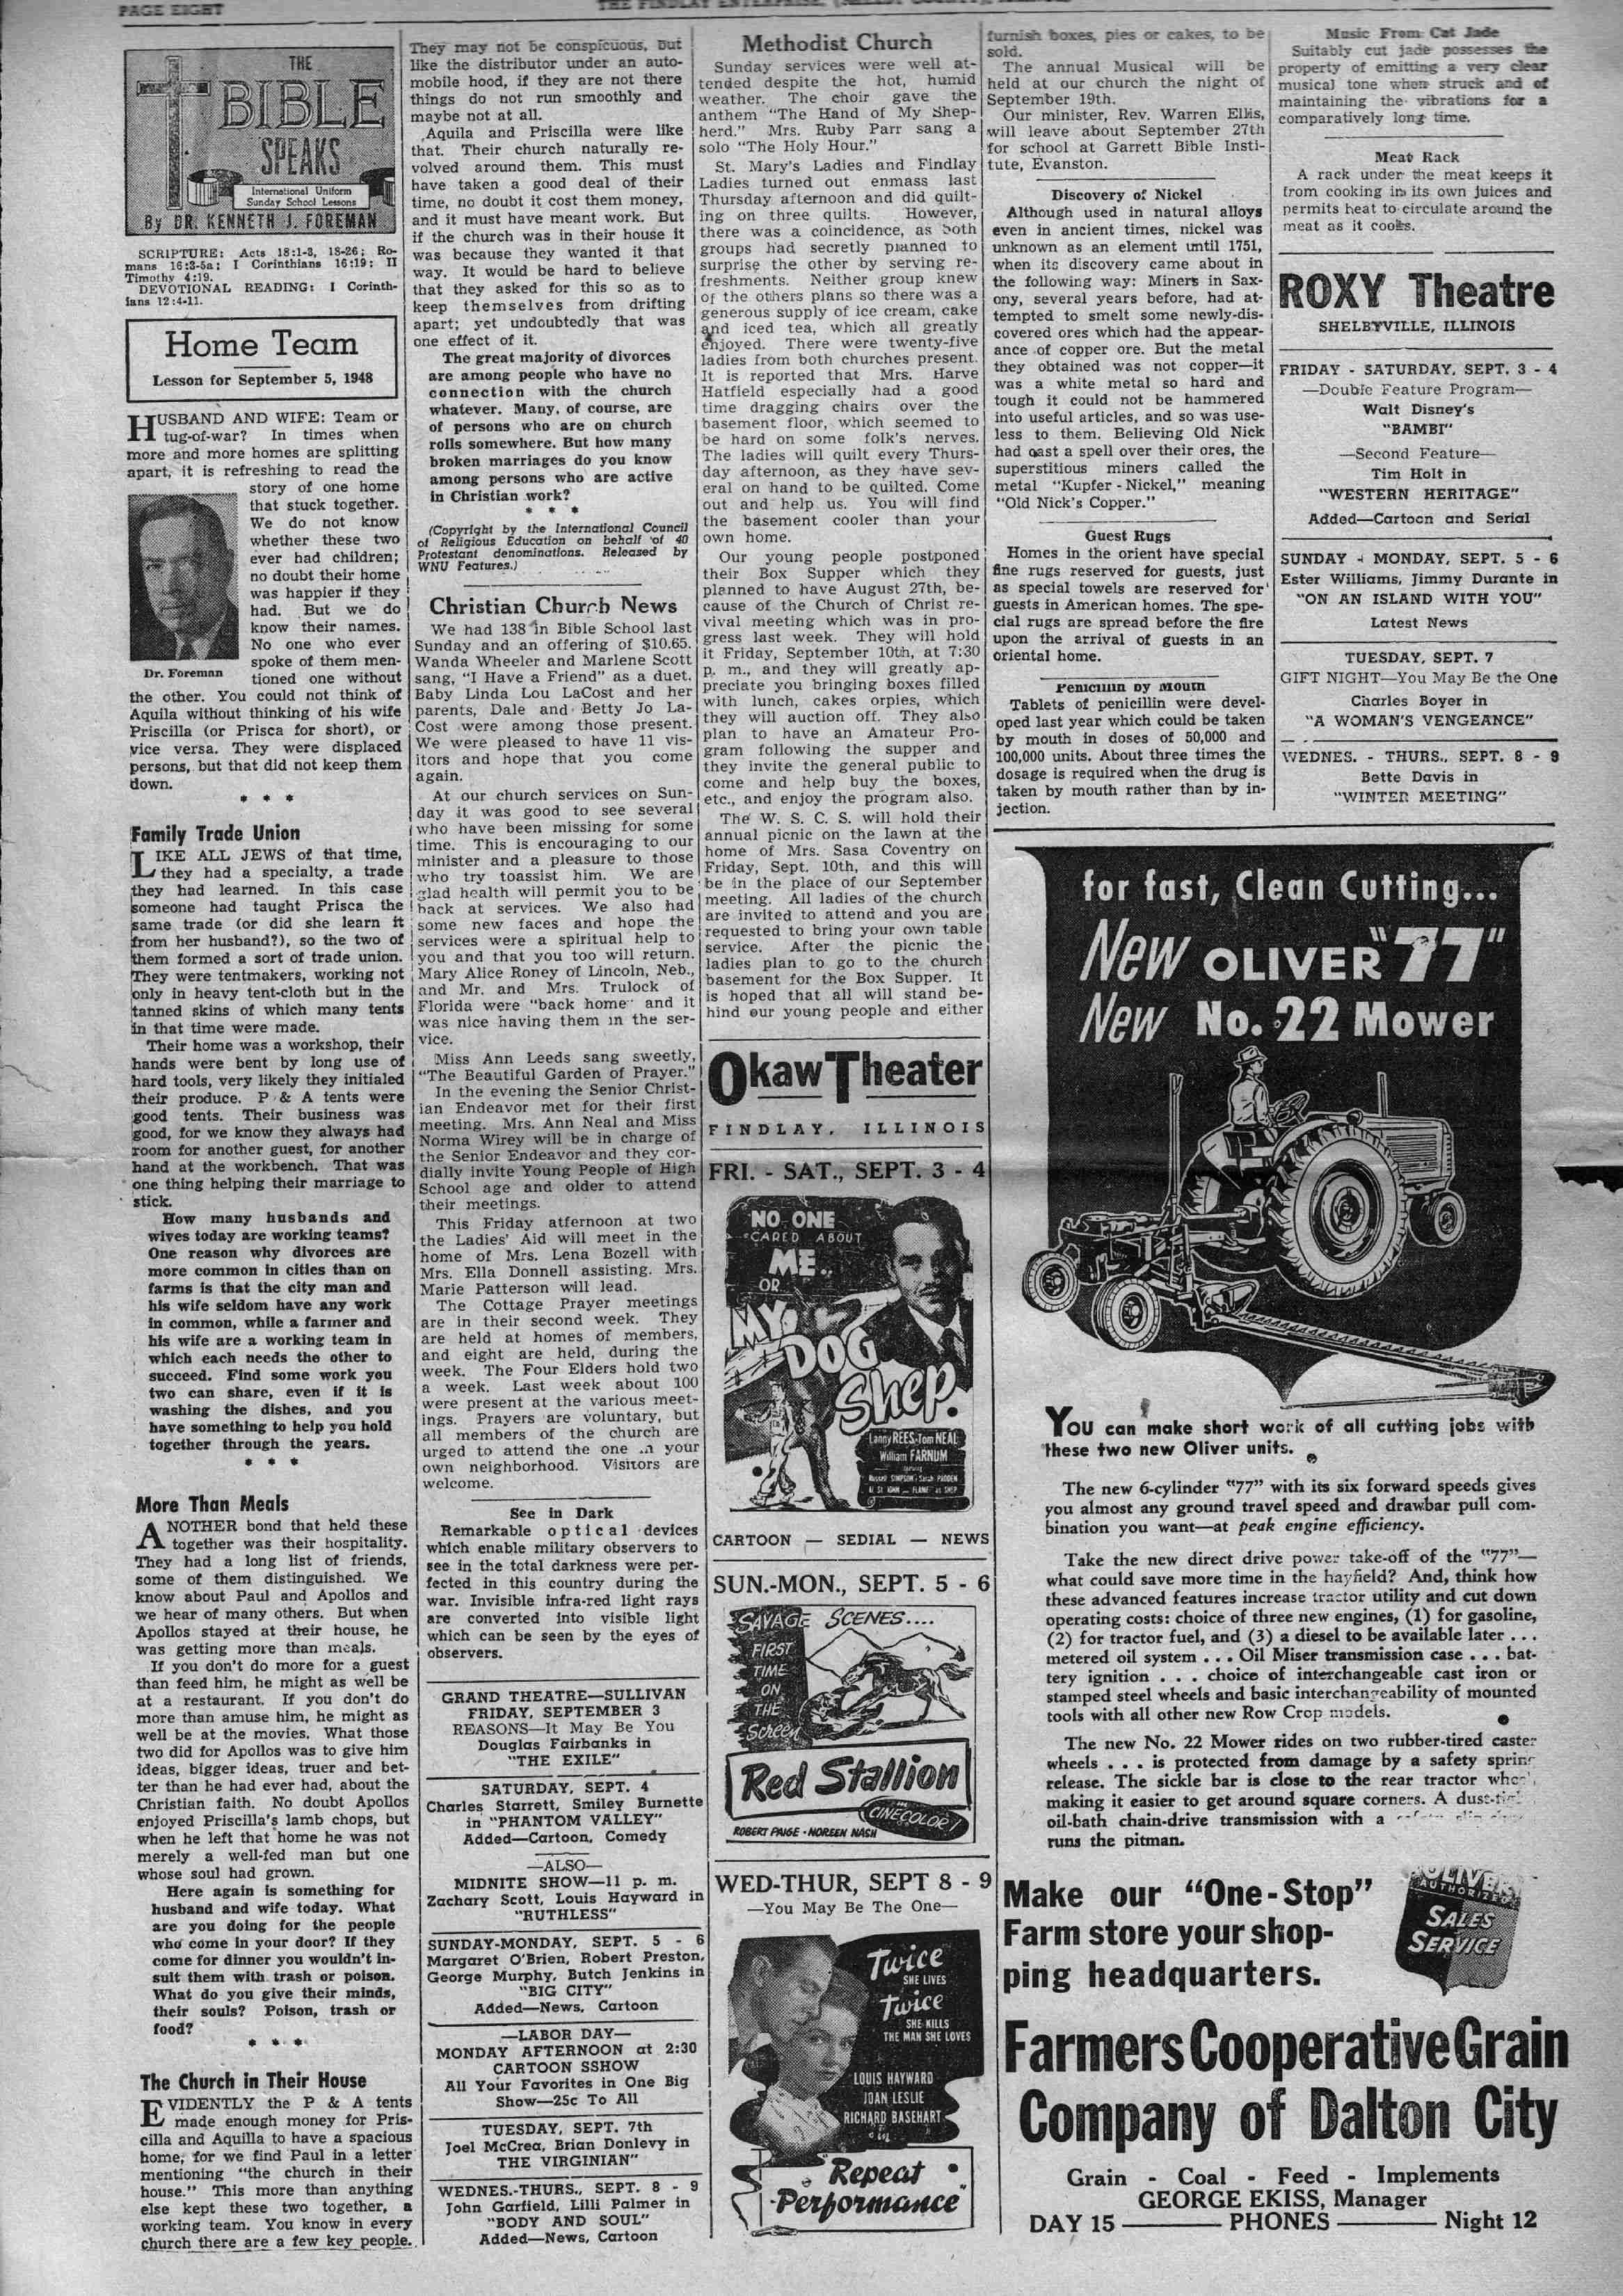 PAGE EIGHT
THE FINDLAY ENTERPRISE,
THE
BIBLE
SPEAKS
International Uniform
Sunday School Lessons
By DR. KENNETH J. FOREMAN
SCRIPTURE: Acts 18:1-3, 18-26; Ro-
mans 16:3-5a; I Corinthians 16:19; II
Timothy 4:19.
DEVOTIONAL READING: I Corinth-
ians 12:4-11.
Home Team
Lesson for September 5, 1948
HUSBAND AND WIFE: Team or
tug-of-war? In times when
more and more homes are splitting
apart, it is refreshing to read the
story of one home
that stuck together.
We do not know
whether these two
ever had children;
no doubt their home
was happier if they
had. But we do
know their names.
No one who ever
spoke of them men-
tioned one without
Dr. Foreman
the other. You could not think of
Aquila without thinking of his wife
Priscilla (or Prisca for short), or
vice versa. They were displaced
persons, but that did not keep them
down.
* * *
Family Trade Union
LIKE ALL JEWS of that time,
they had a specialty, a trade
they had learned. In this case
someone had taught Prisca the
same trade (or did she learn it
from her husband?), so the two of
them formed a sort of trade union.
They were tentmakers, working not
only in heavy tent-cloth but in the
tanned skins of which many tents
in that time were made.
Their home was a workshop, their
hands were bent by long use of
hard tools, very likely they initialed
their produce. P & A tents were
good tents. Their business was
good, for we know they always had
room for another guest, for another
hand at the workbench. That was
one thing helping their marriage to
stick.
How many husbands and
wives today are working teams?
One reason why divorces are
more common in cities than on
farms is that the city man and
his wife seldom have any work
in common, while a farmer and
his wife are a working team in
which each needs the other to
succeed. Find some work you
two can share, even if it is
washing the dishes, and you
have something to help you hold
together through the years.
* * *
More Than Meals
ANOTHER bond that held these
together was their hospitality.
They had a long list of friends,
some of them distinguished. We
know about Paul and Apollos and
we hear of many others. But when
Apollos stayed at their house, he
was getting more than meals.
If you don't do more for a guest
than feed him, he might as well be
at a restaurant. If you don't do
more than amuse him, he might as
well be at the movies. What those
two did for Apollos was to give him
ideas, bigger ideas, truer and bet-
ter than he had ever had, about the
Christian faith. No doubt Apollos
enjoyed Priscilla's lamb chops, but
when he left that home he was not
merely a well-fed man but one
whose soul had grown.
Here again is something for
husband and wife today. What
are you doing for the people
who come in your door? If they
come for dinner you wouldn't in-
sult them with trash or poison.
What do you give their minds,
their souls? Poison, trash or
food?
* * *
The Church in Their House
EVIDENTLY the P & A tents
made enough money for Pris-
cilla and Aquilla to have a spacious
home, for we find Paul in a letter
mentioning "the church in their
house." This more than anything
else kept these two together, a
working team. You know in every
church there are a few key people.
They may not be conspicuous, but
like the distributor under an auto-
mobile hood, if they are not there
things do not run smoothly and
maybe not at all.
Aquila and Priscilla were like
that. Their church naturally re-
volved around them. This must
have taken a good deal of their
time, no doubt it cost them money,
and it must have meant work. But
if the church was in their house it
was because they wanted it that
way. It would be hard to believe
that they asked for this so as to
keep themselves from drifting
apart; yet undoubtedly that was
one effect of it.
The great majority of divorces
are among people who have no
connection with the church
whatever. Many, of course, are
of persons who are on church
rolls somewhere. But how many
broken marriages do you know
among persons who are active
in Christian work?
* * *
(Copyright by the International Council
of Religious Education on behalf of 40
Protestant denominations. Released by
WNU Features.)
Christian Church News
We had 138 in Bible School last
Sunday and an offering of $10.65.
Wanda Wheeler and Marlene Scott
sang, "I Have a Friend" as a duet.
Baby Linda Lou LaCost and her
parents, Dale and Betty Jo La-
Cost were among those present.
We were pleased to have 11 vis-
itors and hope that you come
again.
At our church services on Sun-
day it was good to see several
who have been missing for some
time. This is encouraging to our
minister and a pleasure to those
who try toassist him. We are
glad health will permit you to be
back at services. We also had
some new faces and hope the
services were a spiritual help to
you and that you too will return.
Mary Alice Roney of Lincoln, Neb.,
and Mr. and Mrs. Trulock of
Florida were "back home" and it
was nice having them in the ser-
vice.
Miss Ann Leeds sang sweetly,
"The Beautiful Garden of Prayer."
In the evening the Senior Christ-
ian Endeavor met for their first
meeting. Mrs. Ann Neal and Miss
Norma Wirey will be in charge of
the Senior Endeavor and they cor-
dially invite Young People of High
School age and older to attend
their meetings.
This Friday atfernoon at two
the Ladies' Aid will meet in the
home of Mrs. Lena Bozell with
Mrs. Ella Donnell assisting. Mrs.
Marie Patterson will lead.
The Cottage Prayer meetings
are in their second week. They
are held at homes of members,
and eight are held, during the
week. The Four Elders hold two
a week. Last week about 100
were present at the various meet-
ings. Prayers are voluntary, but
all members of the church are
urged to attend the one in your
own neighborhood. Visitors are
welcome.
See in Dark
Remarkable optical devices
which enable military observers to
see in the total darkness were per-
fected in this country during the
war. Invisible infra-red light rays
are converted into visible light
which can be seen by the eyes of
observers.
GRAND THEATRE—SULLIVAN
FRIDAY, SEPTEMBER 3
REASONS—It May Be You
Douglas Fairbanks in
"THE EXILE"
SATURDAY, SEPT. 4
Charles Starrett, Smiley Burnette
in "PHANTOM VALLEY"
Added—Cartoon, Comedy
—ALSO—
MIDNITE SHOW—11 p. m.
Zachary Scott, Louis Hayward in
"RUTHLESS"
SUNDAY-MONDAY, SEPT. 5 - 6
Margaret O'Brien, Robert Preston,
George Murphy, Butch Jenkins in
"BIG CITY"
Added—News, Cartoon
—LABOR DAY—
MONDAY AFTERNOON at 2:30
CARTOON SSHOW
All Your Favorites in One Big
Show—25c To All
TUESDAY, SEPT. 7th
Joel McCrea, Brian Donlevy in
THE VIRGINIAN"
WEDNES.-THURS., SEPT. 8 - 9
John Garfield, Lilli Palmer in
"BODY AND SOUL"
Added—News, Cartoon
Methodist Church
Sunday services were well at-
tended despite the hot, humid
weather. The choir gave the
anthem "The Hand of My Shep-
herd." Mrs. Ruby Parr sang a
solo "The Holy Hour."
St. Mary's Ladies and Findlay
Ladies turned out enmass last
Thursday afternoon and did quilt-
ing on three quilts. However,
there was a coincidence, as both
groups had secretly planned to
surprise the other by serving re-
freshments. Neither group knew
of the others plans so there was a
generous supply of ice cream, cake
and iced tea, which all greatly
enjoyed. There were twenty-five
ladies from both churches present.
It is reported that Mrs. Harve
Hatfield especially had a good
time dragging chairs over the
basement floor, which seemed to
be hard on some folk's nerves.
The ladies will quilt every Thurs-
day afternoon, as they have sev-
eral on hand to be quilted. Come
out and help us. You will find
the basement cooler than your
own home.
Our young people postponed
their Box Supper which they
planned to have August 27th, be-
cause of the Church of Christ re-
vival meeting which was in pro-
gress last week. They will hold
it Friday, September 10th, at 7:30
p. m., and they will greatly ap-
preciate you bringing boxes filled
with lunch, cakes orpies, which
they will auction off. They also
plan to have an Amateur Pro-
gram following the supper and
they invite the general public to
come and help buy the boxes,
etc., and enjoy the program also.
The W. S. C. S. will hold their
annual picnic on the lawn at the
home of Mrs. Sasa Coventry on
Friday, Sept. 10th, and this will
be in the place of our September
meeting. All ladies of the church
are invited to attend and you are
requested to bring your own table
service. After the picnic the
ladies plan to go to the church
basement for the Box Supper. It
is hoped that all will stand be-
hind our young people and either
Okaw Theater
FINDLAY, ILLINOIS
FRI. - SAT., SEPT. 3 - 4
NO ONE
CARED ABOUT
ME..
OR
MY
DOG
Shep.
Lanny REES-Tom NEAL
William FARNUM
Russell SIMPSON - Sarah PADDEN
AL ST. JOHN - FLAME as SHEP
CARTOON — SEDIAL — NEWS
SUN.-MON., SEPT. 5 - 6
SAVAGE SCENES....
FIRST
TIME
ON
THE
Screen
Red Stallion
CINECOLOR!
ROBERT PAIGE - NOREEN NASH
WED-THUR, SEPT 8 - 9
—You May Be The One—
Twice
SHE LIVES
Twice
SHE KILLS
THE MAN SHE LOVES
LOUIS HAYWARD
JOAN LESLIE
RICHARD BASEHART
"Repeat
Performance"
furnish boxes, pies or cakes, to be
sold.
The annual Musical will be
held at our church the night of
September 19th.
Our minister, Rev. Warren Ellis,
will leave about September 27th
for school at Garrett Bible Insti-
tute, Evanston.
Discovery of Nickel
Although used in natural alloys
even in ancient times, nickel was
unknown as an element until 1751,
when its discovery came about in
the following way: Miners in Sax-
ony, several years before, had at-
tempted to smelt some newly-dis-
covered ores which had the appear-
ance of copper ore. But the metal
they obtained was not copper—it
was a white metal so hard and
tough it could not be hammered
into useful articles, and so was use-
less to them. Believing Old Nick
had cast a spell over their ores, the
superstitious miners called the
metal "Kupfer - Nickel," meaning
"Old Nick's Copper."
Guest Rugs
Homes in the orient have special
fine rugs reserved for guests, just
as special towels are reserved for
guests in American homes. The spe-
cial rugs are spread before the fire
upon the arrival of guests in an
oriental home.
Penicillin by Mouth
Tablets of penicillin were devel-
oped last year which could be taken
by mouth in doses of 50,000 and
100,000 units. About three times the
dosage is required when the drug is
taken by mouth rather than by in-
jection.
Music From Cut Jade
Suitably cut jade possesses the
property of emitting a very clear
musical tone when struck and of
maintaining the vibrations for a
comparatively long time.
Meat Rack
A rack under the meat keeps it
from cooking in its own juices and
permits heat to circulate around the
meat as it cooks.
ROXY Theatre
SHELBYVILLE, ILLINOIS
FRIDAY - SATURDAY, SEPT. 3 - 4
—Double Feature Program—
Walt Disney's
"BAMBI"
—Second Feature—
Tim Holt in
"WESTERN HERITAGE"
Added—Cartoon and Serial
SUNDAY - MONDAY, SEPT. 5 - 6
Ester Williams, Jimmy Durante in
"ON AN ISLAND WITH YOU"
Latest News
TUESDAY, SEPT. 7
GIFT NIGHT—You May Be the One
Charles Boyer in
"A WOMAN'S VENGEANCE"
WEDNES. - THURS., SEPT. 8 - 9
Bette Davis in
"WINTER MEETING"
for fast, Clean Cutting...
New OLIVER "77"
New No. 22 Mower
YOU can make short work of all cutting jobs with
these two new Oliver units.
The new 6-cylinder "77" with its six forward speeds gives
you almost any ground travel speed and drawbar pull com-
bination you want—at peak engine efficiency.
Take the new direct drive power take-off of the "77"—
what could save more time in the hayfield? And, think how
these advanced features increase tractor utility and cut down
operating costs: choice of three new engines, (1) for gasoline,
(2) for tractor fuel, and (3) a diesel to be available later . . .
metered oil system . . . Oil Miser transmission case . . . bat-
tery ignition . . . choice of interchangeable cast iron or
stamped steel wheels and basic interchangeability of mounted
tools with all other new Row Crop models.
The new No. 22 Mower rides on two rubber-tired caster
wheels . . . is protected from damage by a safety spring
release. The sickle bar is close to the rear tractor wheel,
making it easier to get around square corners. A
oil-bath chain-drive transmission with a
runs the pitman.
Make our "One-Stop"
Farm store your shop-
ping headquarters.
OLIVER
AUTHORIZED
SALES
SERVICE
Farmers Cooperative Grain
Company of Dalton City
Grain - Coal - Feed - Implements
GEORGE EKISS, Manager
DAY 15 —— PHONES —— Night 12